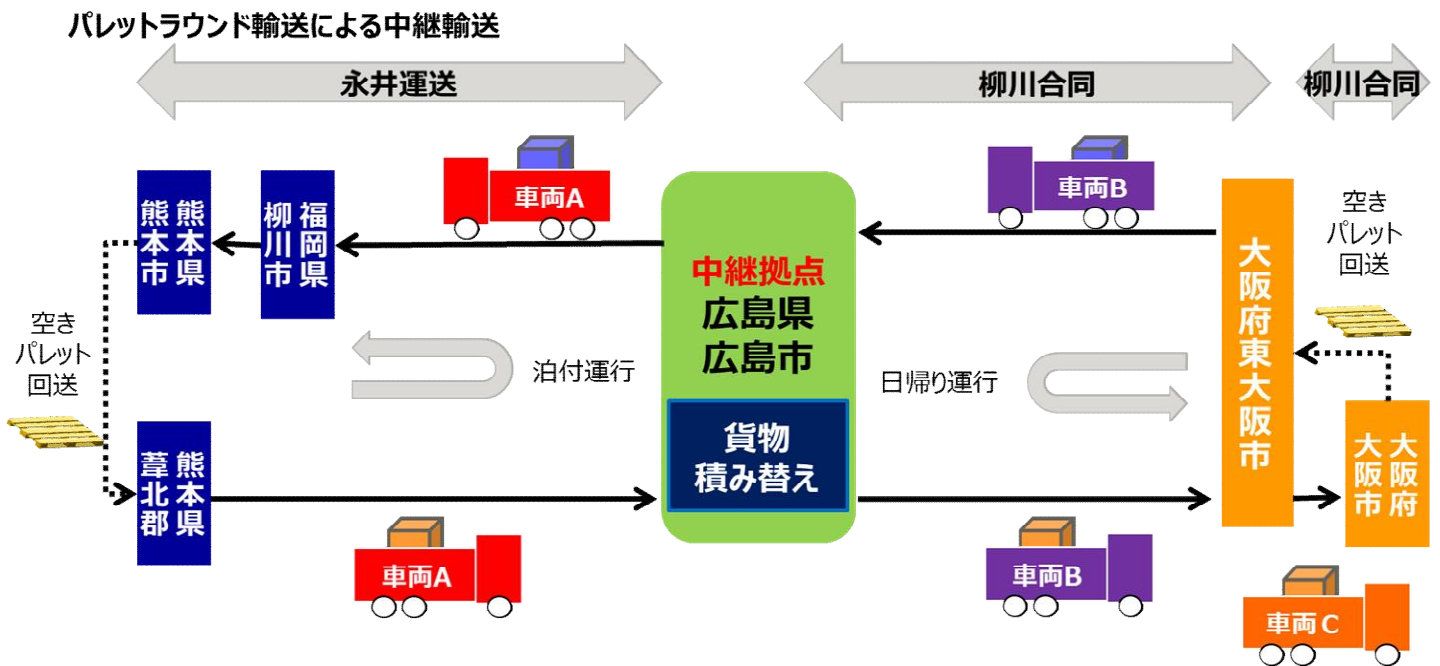 パレットラウンド輸送による中継輸送
永井運送
柳川合同
柳川合同
車両A
車両B
熊本県
熊本市
福岡県
柳川市
中継拠点
広島県
広島市
大阪府東大阪市
空き
パレット
回送
空き
パレット
回送
泊付運行
日帰り運行
貨物
積み替え
熊本県
葦北郡
大阪府
大阪市
車両A
車両B
車両C